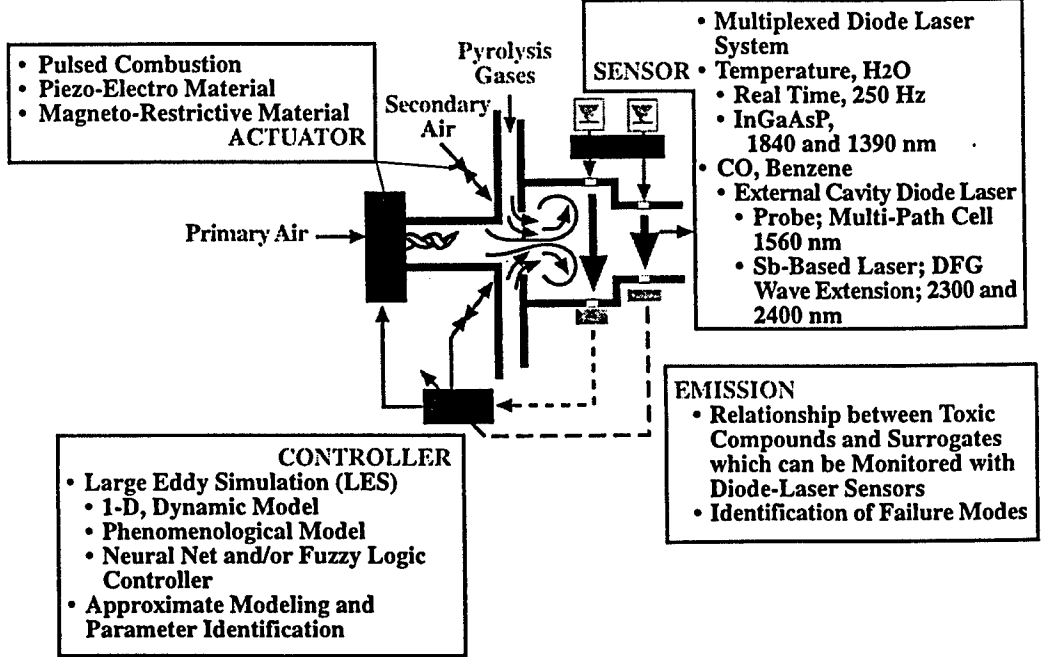 • Pulsed Combustion
• Piezo-Electro Material
• Magneto-Restrictive Material
ACTUATOR
Pyrolysis
Gases
Secondary
Air
Primary Air
SENSOR
• Multiplexed Diode Laser
System
• Temperature, H2O
• Real Time, 250 Hz
• InGaAsP,
1840 and 1390 nm
• CO, Benzene
• External Cavity Diode Laser
• Probe; Multi-Path Cell
1560 nm
• Sb-Based Laser; DFG
Wave Extension; 2300 and
2400 nm
CONTROLLER
• Large Eddy Simulation (LES)
• 1-D, Dynamic Model
• Phenomenological Model
• Neural Net and/or Fuzzy Logic
Controller
• Approximate Modeling and
Parameter Identification
EMISSION
• Relationship between Toxic
Compounds and Surrogates
which can be Monitored with
Diode-Laser Sensors
• Identification of Failure Modes